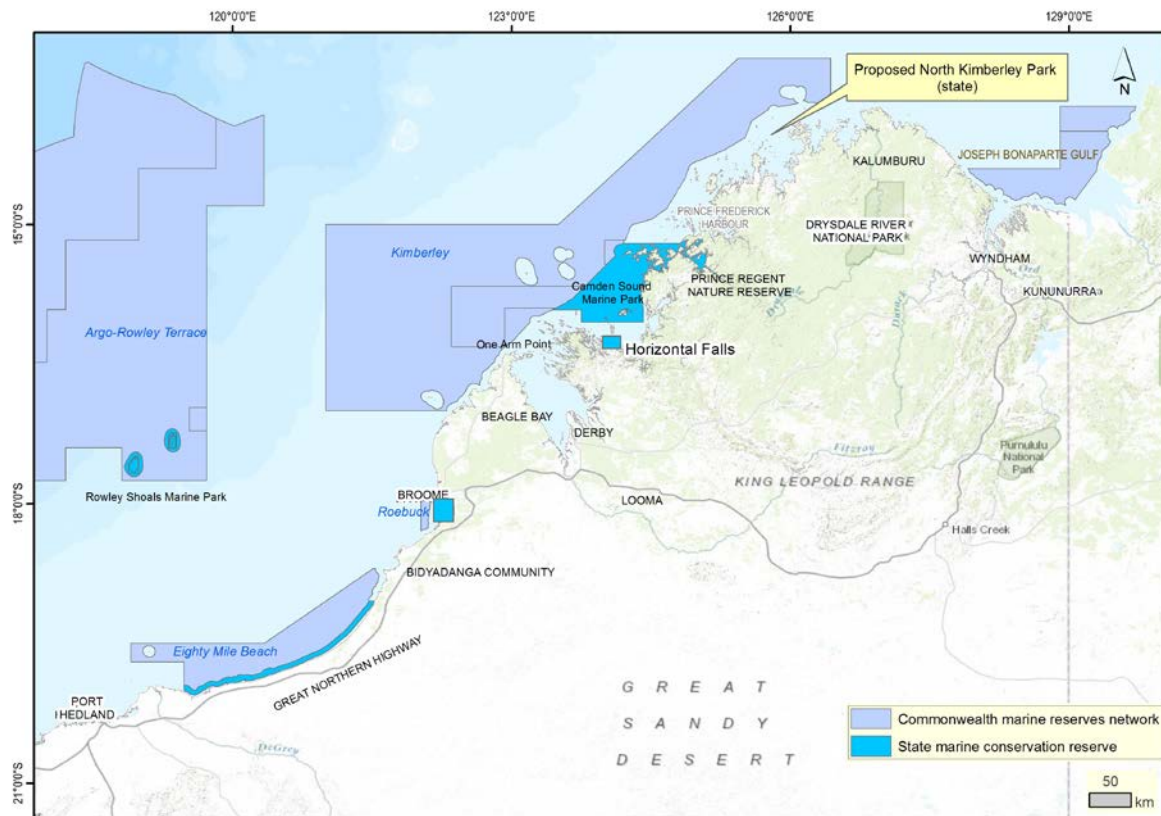 120°0'0"E
123°0'0"E
126°0'0"E
129°0'0"E
Proposed North Kimberley Park
(state)
N
KALUMBURU
JOSEPH BONAPARTE GULF
15°0'0"S
PRINCE FREDERICK
HARBOUR
DRYSDALE RIVER
NATIONAL PARK
Kimberley
WYNDHAM
Ord
PRINCE REGENT
NATURE RESERVE
Camden Sound
Marine Park
KUNUNURRA
Argo-Rowley Terrace
One Arm Point
Horizontal Falls
BEAGLE BAY
DERBY
Fitzroy
Purnululu
National
Park
KING LEOPOLD RANGE
Rowley Shoals Marine Park
BROOME
LOOMA
18°0'0"S
Roebuck
Halls Creek
BIDYADANGA COMMUNITY
Eighty Mile Beach
GREAT NORTHERN HIGHWAY
PORT
HEDLAND
GREAT
SANDY
DESERT
DeGrey
Commonwealth marine reserves network
State marine conservation reserve
21°0'0"S
50
km